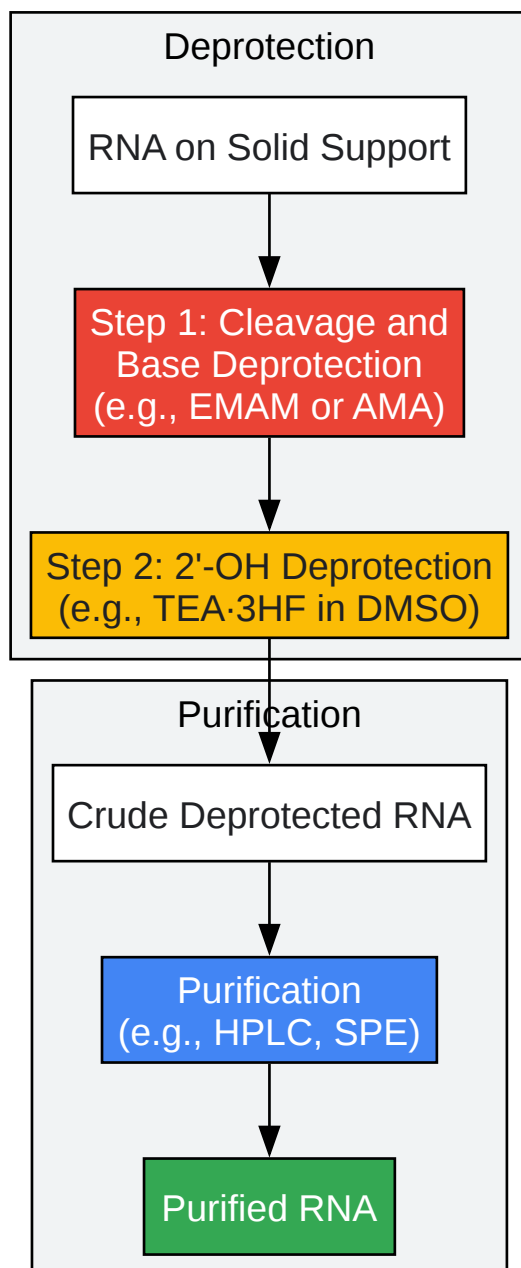 Deprotection
RNA on Solid Support
Step 1: Cleavage and
Base Deprotection
(e.g., EMAM or AMA)
Step 2: 2'-OH Deprotection
(e.g., TEA·3HF in DMSO)
Purification
Crude Deprotected RNA
Purification
(e.g., HPLC, SPE)
Purified RNA